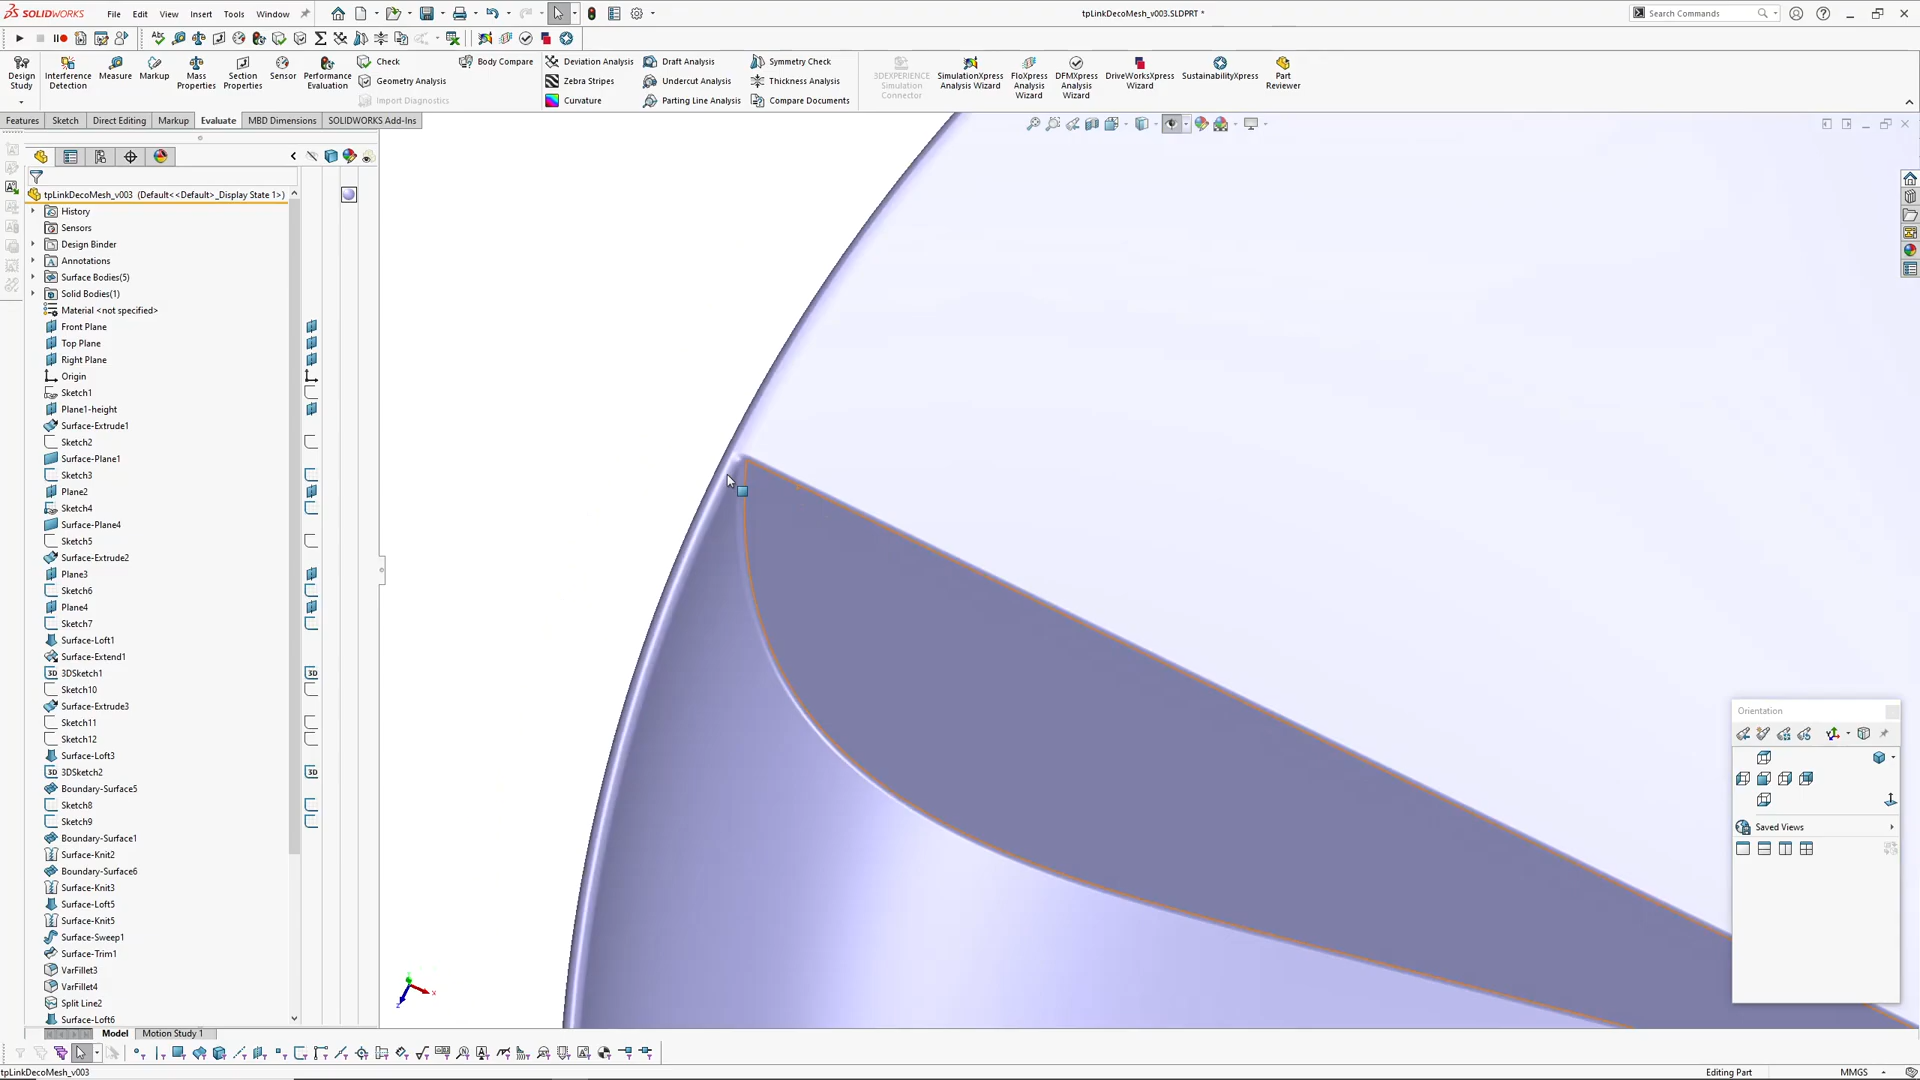 SOLIDWORKS File Edit View Insert Tools Window tpLinkDecoMesh_v003.SLDPRT * Search Commands
Design Study Interference Detection Measure Markup Mass Properties Section Properties Sensor Performance Evaluation Check Body Compare Deviation Analysis Draft Analysis Symmetry Check 3DEXPERIENCE Simulation Connector SimulationXpress Analysis Wizard FloXpress Analysis Wizard DFMXpress Analysis Wizard DriveWorksXpress Wizard SustainabilityXpress Part Reviewer
Geometry Analysis Zebra Stripes Undercut Analysis Thickness Analysis
Import Diagnostics Curvature Parting Line Analysis Compare Documents
Features Sketch Direct Editing Markup Evaluate MBD Dimensions SOLIDWORKS Add-Ins
tpLinkDecoMesh_v003 (Default<<Default>_Display State 1>)
History
Sensors
Design Binder
Annotations
Surface Bodies(5)
Solid Bodies(1)
Material <not specified>
Front Plane
Top Plane
Right Plane
Origin
Sketch1
Plane1-height
Surface-Extrude1
Sketch2
Surface-Plane1
Sketch3
Plane2
Sketch4
Surface-Plane4
Sketch5
Surface-Extrude2
Plane3
Sketch6
Plane4
Sketch7
Surface-Loft1
Surface-Extend1
3DSketch1
Sketch10
Surface-Extrude3
Sketch11
Sketch12
Surface-Loft3
3DSketch2
Boundary-Surface5
Sketch8
Sketch9
Boundary-Surface1
Surface-Knit2
Boundary-Surface6
Surface-Knit3
Surface-Loft5
Surface-Knit5
Surface-Sweep1
Surface-Trim1
VarFillet3
VarFillet4
Split Line2
Surface-Loft6
Orientation
Saved Views
Model Motion Study 1
tpLinkDecoMesh_v003 Editing Part MMGS